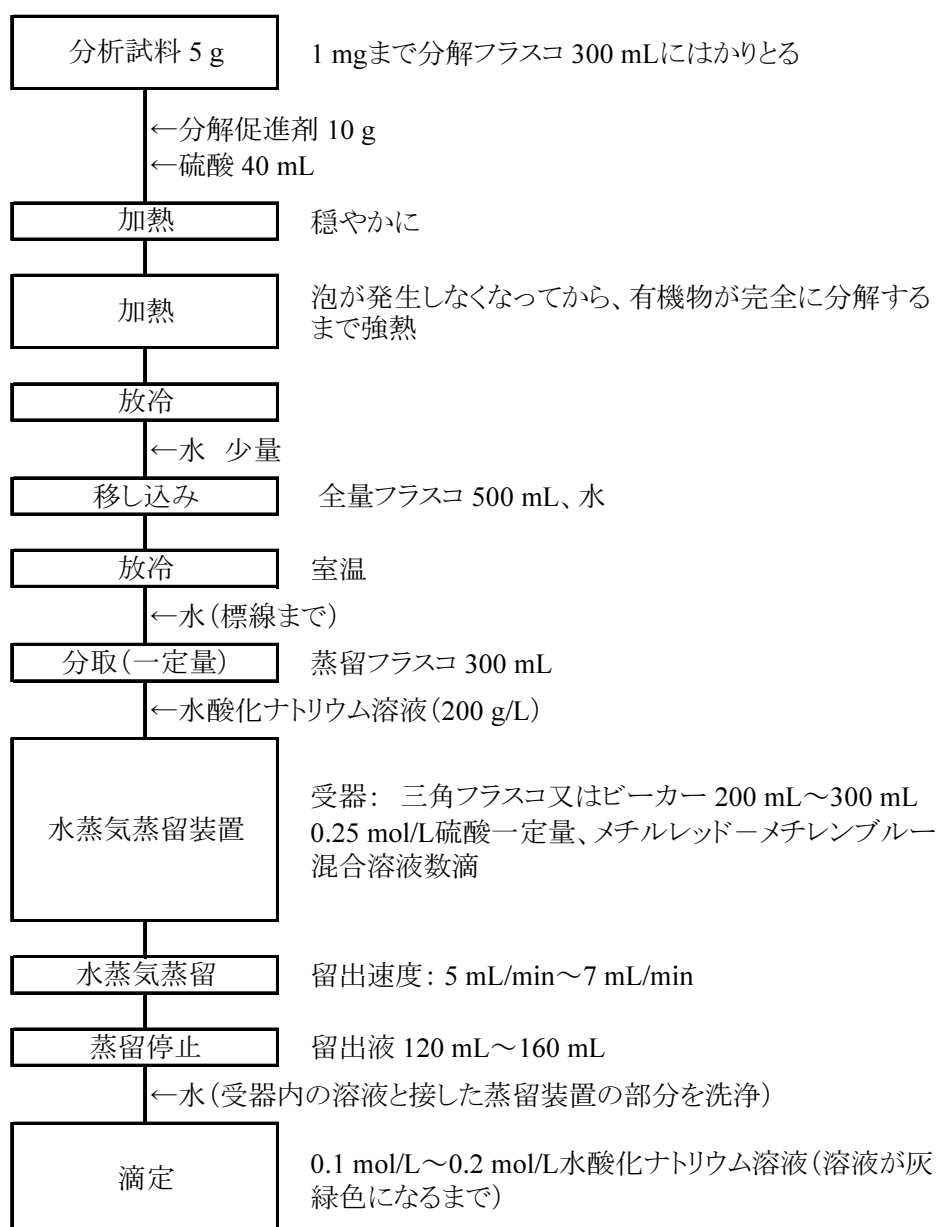 分析試料 5 g
1 mgまで分解フラスコ 300 mLにはかりとる
←分解促進剤 10 g
←硫酸 40 mL
加熱
穏やかに
加熱
泡が発生しなくなってから、有機物が完全に分解する
まで強熱
放冷
←水　少量
移し込み
全量フラスコ 500 mL、水
放冷
室温
←水（標線まで）
分取（一定量）
蒸留フラスコ 300 mL
←水酸化ナトリウム溶液（200 g/L）
水蒸気蒸留装置
受器：　三角フラスコ又はビーカー 200 mL～300 mL
0.25 mol/L硫酸一定量、メチルレッド－メチレンブルー
混合溶液数滴
水蒸気蒸留
留出速度： 5 mL/min～7 mL/min
蒸留停止
留出液 120 mL～160 mL
←水（受器内の溶液と接した蒸留装置の部分を洗浄）
滴定
0.1 mol/L～0.2 mol/L水酸化ナトリウム溶液（溶液が灰
緑色になるまで）